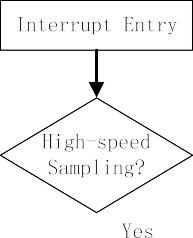 Interrupt Entry
High-speed
Sampling?
Yes